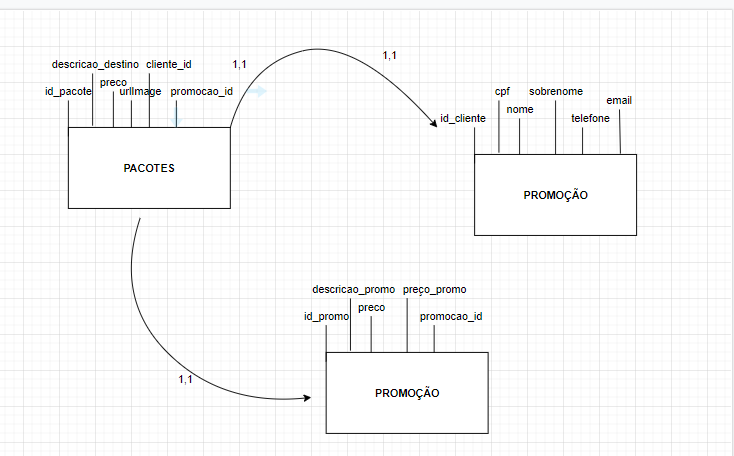 descricao_destino
cliente_id
id_pacote
preco
urlImage
promocao_id
PACOTES
1,1
1,1
id_cliente
cpf
nome
sobrenome
telefone
email
PROMOÇÃO
1,1
descricao_promo
preço_promo
id_promo
preco
promocao_id
PROMOÇÃO